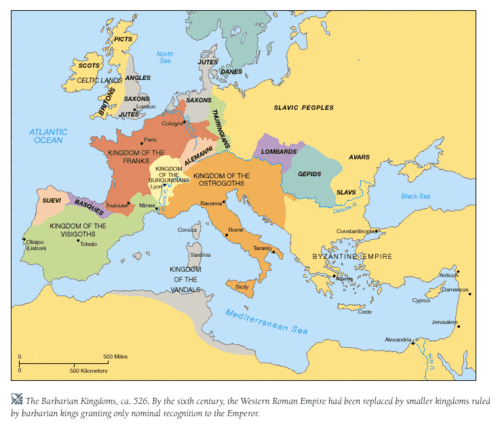 PICTS
North
Sea
SCOTS
CELTIC LANDS
ANGLES
JUTES
DANES
BRITONS
SAXONS
London
JUTES
SAXONS
SLAVIC PEOPLES
THURINGIANS
Cologne
ATLANTIC
OCEAN
Paris
KINGDOM OF THE
FRANKS
ALEMANNI
LOMBARDS
AVARS
KINGDOM
OF THE
BURGUNDIANS
Lyon
KINGDOM OF THE
OSTROGOTHS
GEPIDS
SLAVS
SUEVI
BASQUES
Toulouse
Nîmes
Ravenna
Danube R.
Black Sea
KINGDOM OF THE
VISIGOTHS
Corsica
Rome
Constantinople
Olisipo
(Lisbon)
Toledo
Taranto
BYZANTINE EMPIRE
Sardinia
KINGDOM
OF THE
VANDALS
Sicily
Athens
Antioch
Damascus
Cyprus
Crete
Mediterranean Sea
Jerusalem
Alexandria
Nile R.
0 500 Miles
0 500 Kilometers
The Barbarian Kingdoms, ca. 526. By the sixth century, the Western Roman Empire had been replaced by smaller kingdoms ruled
by barbarian kings granting only nominal recognition to the Emperor.